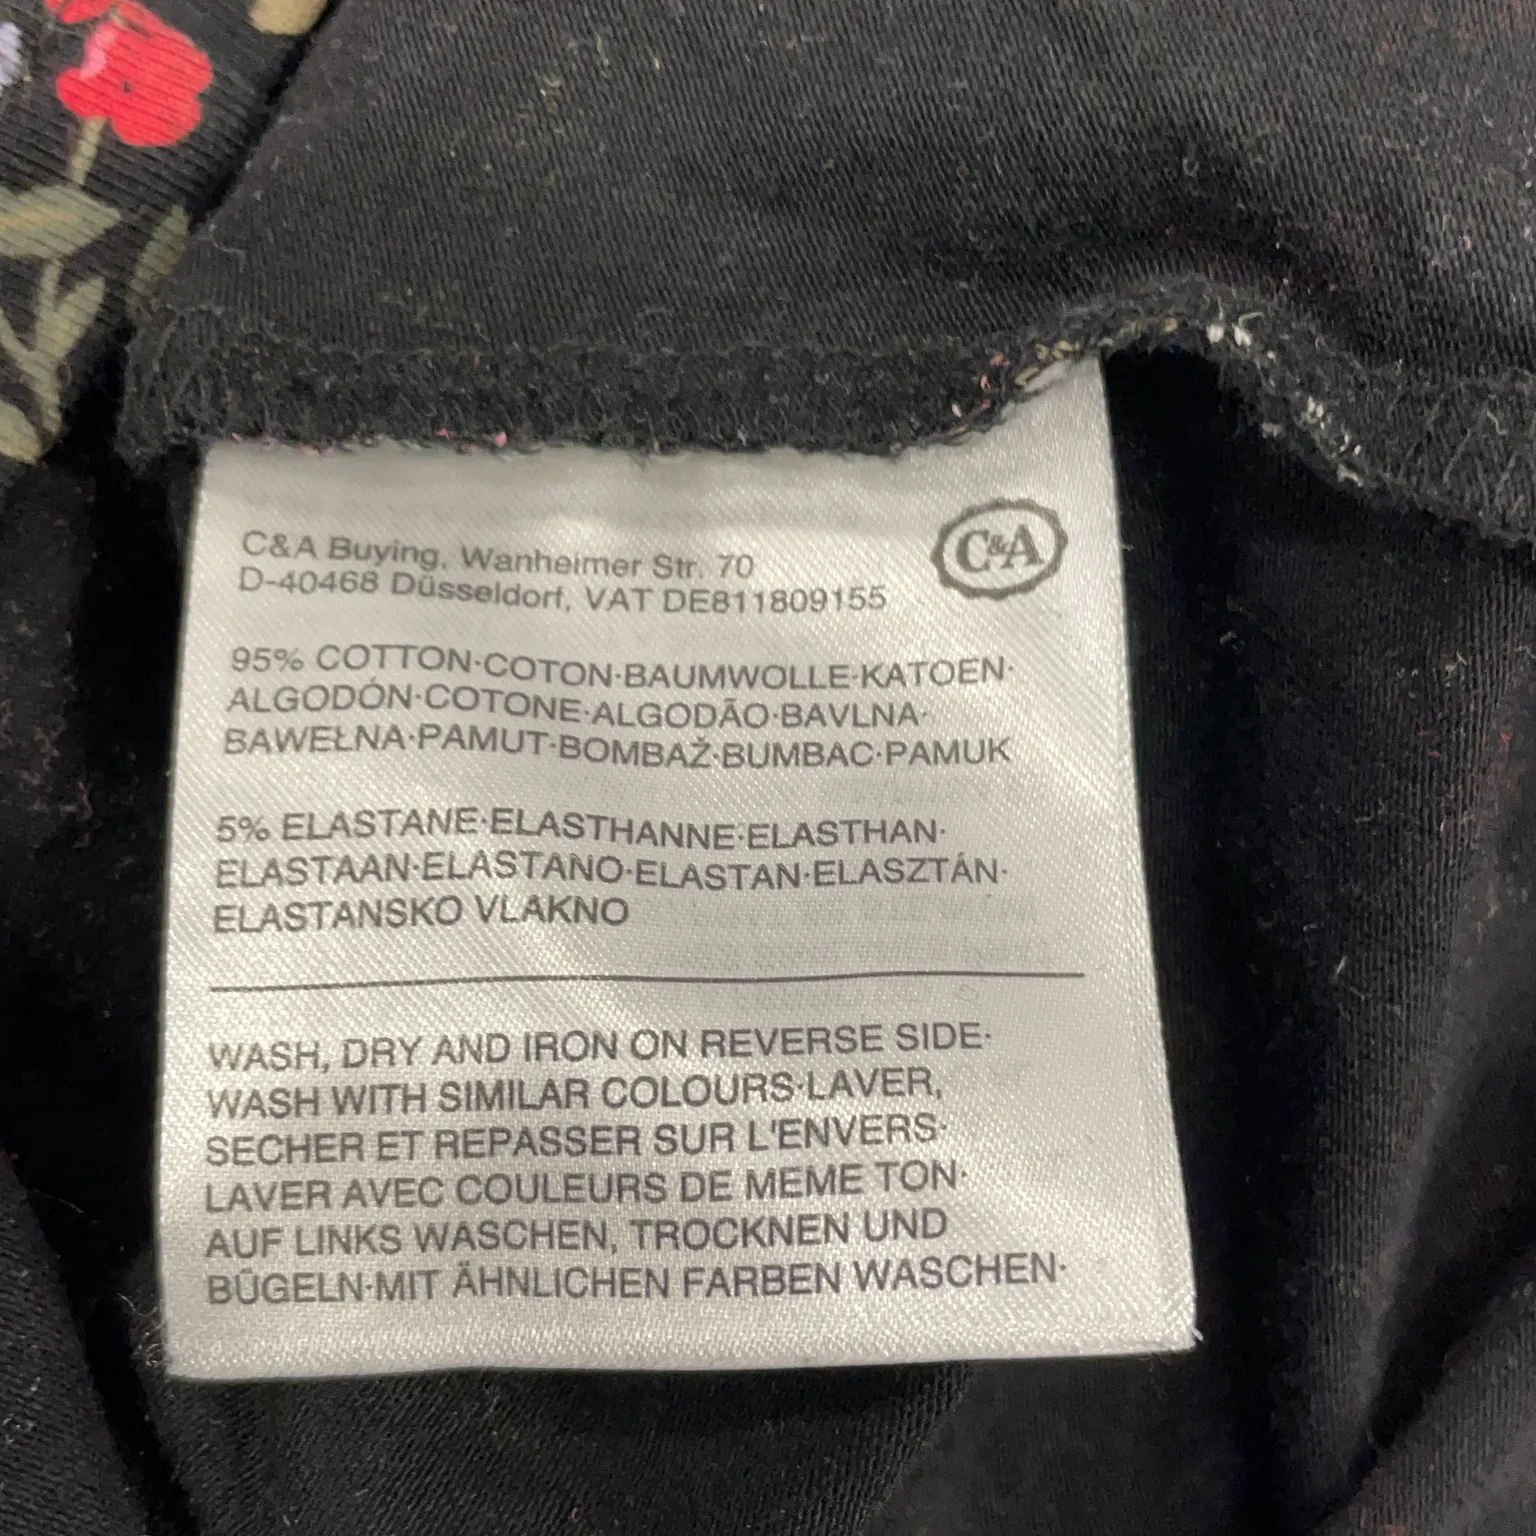 C&A Buying, Wanheimer Str. 70
D-40468 Düsseldorf, VAT DE811809155
C&A
95% COTTON·COTON·BAUMWOLLE·KATOEN·
ALGODÓN·COTONE·ALGODÃO·BAVLNA·
BAWEŁNA·PAMUT·BOMBAŽ·BUMBAC·PAMUK
5% ELASTANE·ELASTHANNE·ELASTHAN·
ELASTAAN·ELASTANO·ELASTAN·ELASZTÁN·
ELASTANSKO VLAKNO
WASH, DRY AND IRON ON REVERSE SIDE·
WASH WITH SIMILAR COLOURS·LAVER,
SECHER ET REPASSER SUR L'ENVERS·
LAVER AVEC COULEURS DE MEME TON·
AUF LINKS WASCHEN, TROCKNEN UND
BÜGELN·MIT ÄHNLICHEN FARBEN WASCHEN·